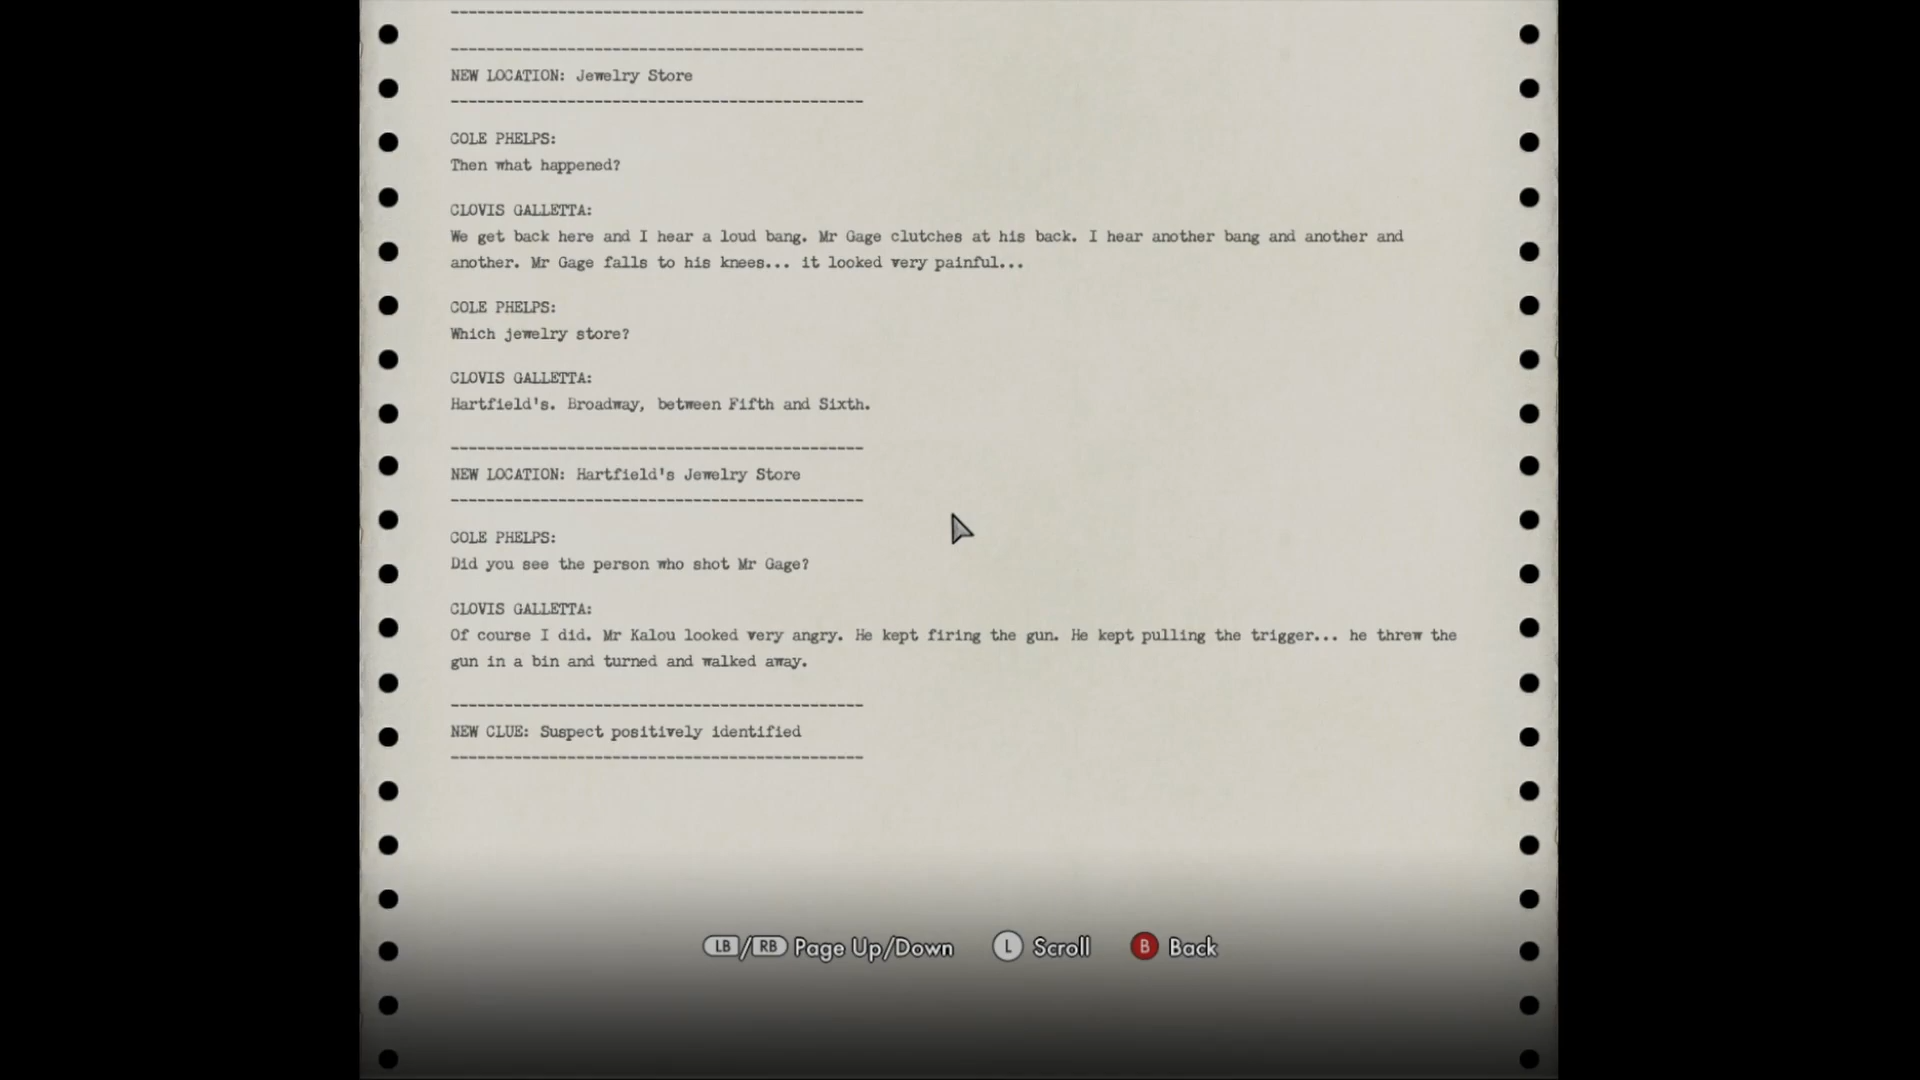 NEW LOCATION: Jewelry Store
COLE PHELPS:
Then what happened?
CLOVIS GALLETTA:
We get back here and I hear a loud bang. Mr Gage clutches at his back. I hear another bang and another and
another. Mr Gage falls to his knees... it looked very painful...
COLE PHELPS:
Which jewelry store?
CLOVIS GALLETTA:
Hartfield's. Broadway, between Fifth and Sixth.
NEW LOCATION: Hartfield's Jewelry Store
COLE PHELPS:
Did you see the person who shot Mr Gage?
CLOVIS GALLETTA:
Of course I did. Mr Kalou looked very angry. He kept firing the gun. He kept pulling the trigger... he threw the
gun in a bin and turned and walked away.
NEW CLUE: Suspect positively identified
LB/RB Page Up/Down L Scroll B Back